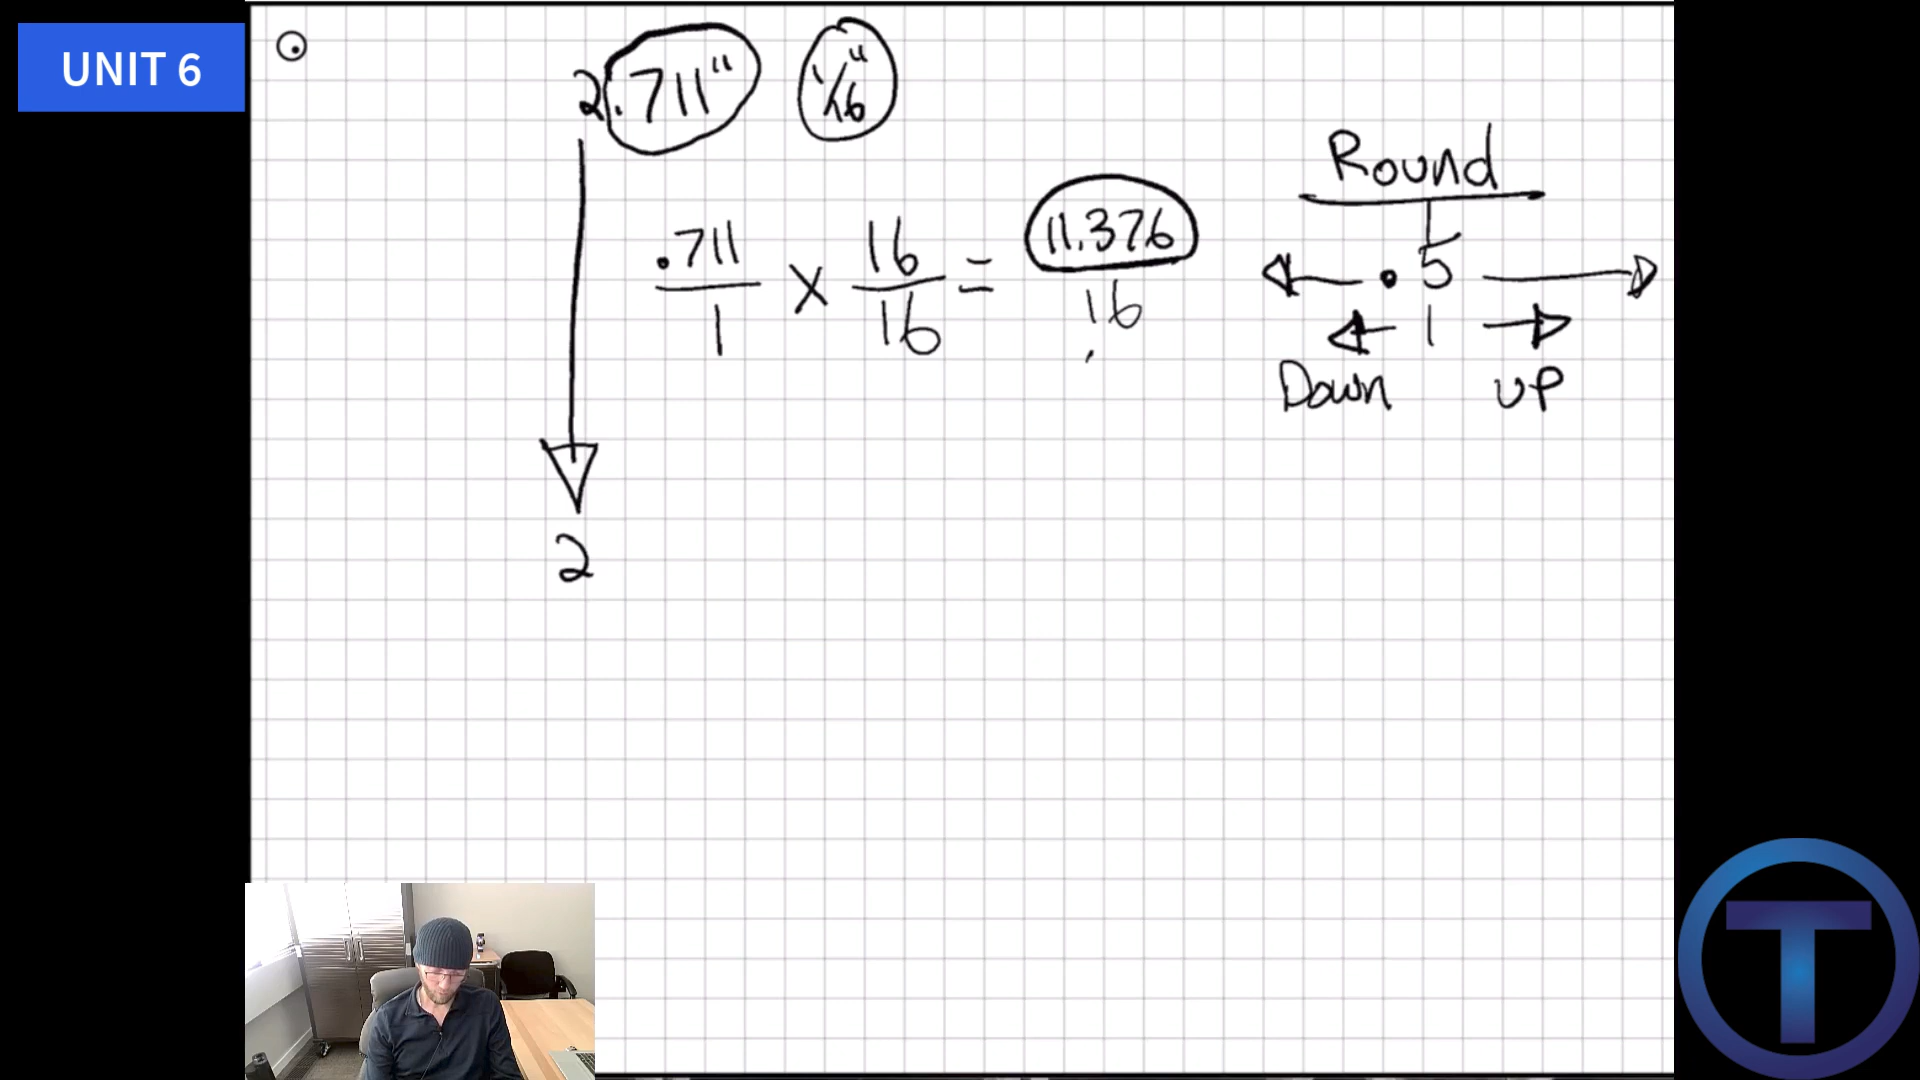 UNIT 6
2.711" 1/16"
Round
.711/1 X 16/16 = 11.376/16
.5
1
Down UP
2
T